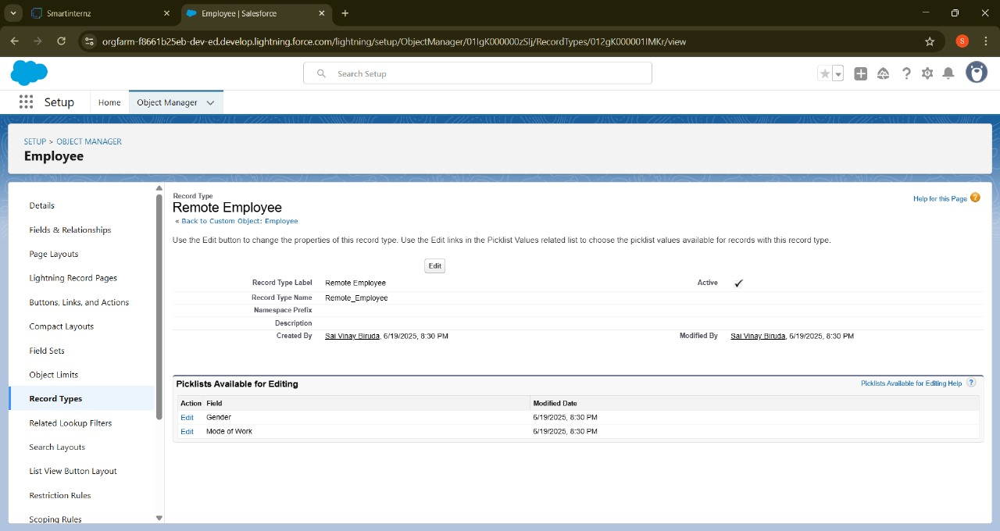 Smartinternz
Employee | Salesforce
orgfarm-f8661b25eb-dev-ed.develop.lightning.force.com/lightning/setup/ObjectManager/01IgK000000zSIj/RecordTypes/012gK000001IMKr/view
S
Search Setup
Setup
Home
Object Manager
SETUP > OBJECT MANAGER
Employee
Details
Fields & Relationships
Page Layouts
Lightning Record Pages
Buttons, Links, and Actions
Compact Layouts
Field Sets
Object Limits
Record Types
Related Lookup Filters
Search Layouts
List View Button Layout
Restriction Rules
Scoping Rules
Record Type
Remote Employee
« Back to Custom Object: Employee
Help for this Page
Use the Edit button to change the properties of this record type. Use the Edit links in the Picklist Values related list to choose the picklist values available for records with this record type.
Edit
Record Type Label Remote Employee Active
Record Type Name Remote_Employee
Namespace Prefix
Description
Created By Sai Vinay Biruda, 6/19/2025, 8:30 PM Modified By Sai Vinay Biruda, 6/19/2025, 8:30 PM
Picklists Available for Editing
Picklists Available for Editing Help ?
Action Field Modified Date
Edit Gender 6/19/2025, 8:30 PM
Edit Mode of Work 6/19/2025, 8:30 PM